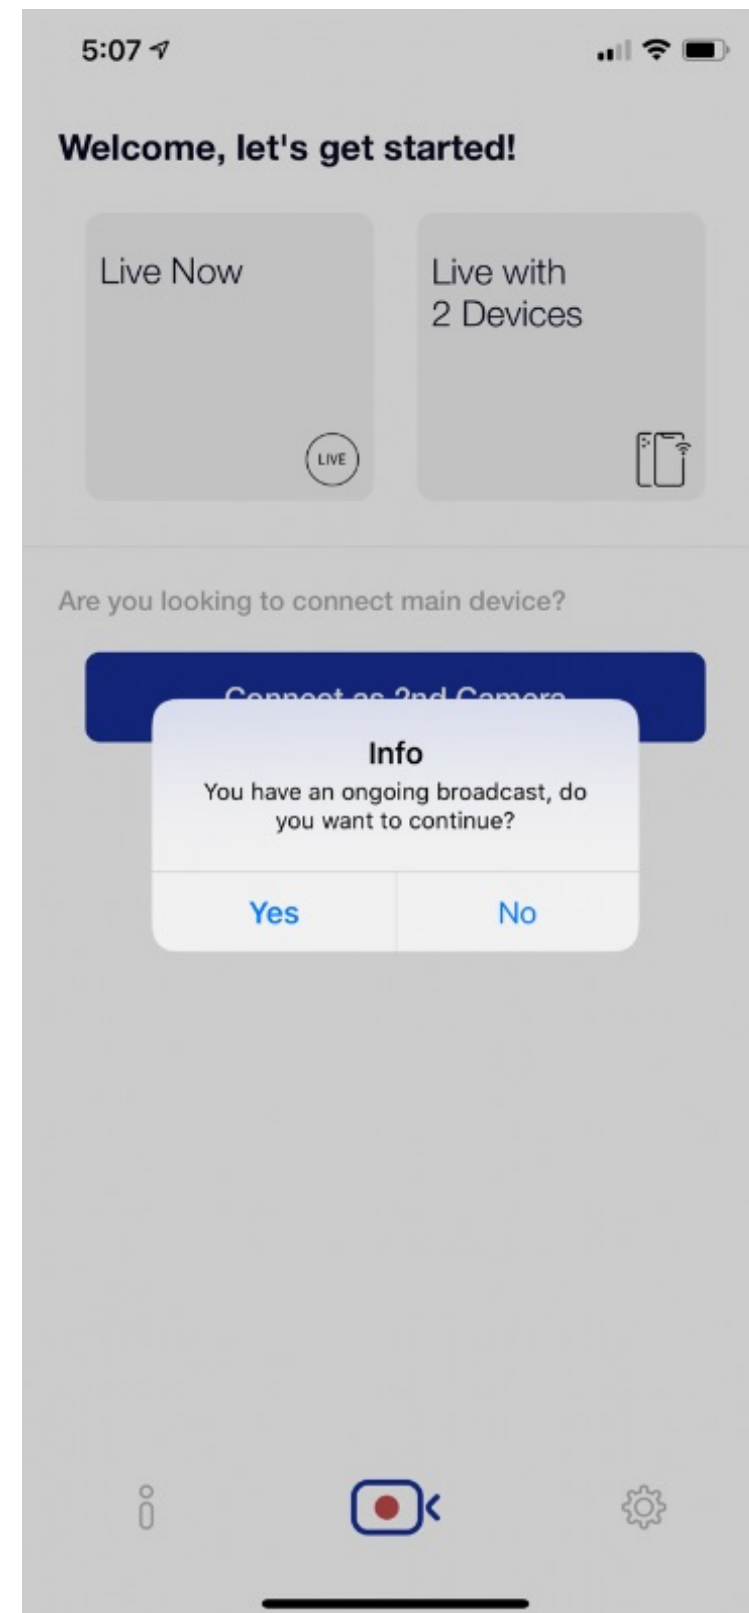 5:07
Welcome, let's get started!
Live Now
Live with
2 Devices
LIVE
Are you looking to connect main device?
Connect as 2nd Camera
Info
You have an ongoing broadcast, do
you want to continue?
Yes
No